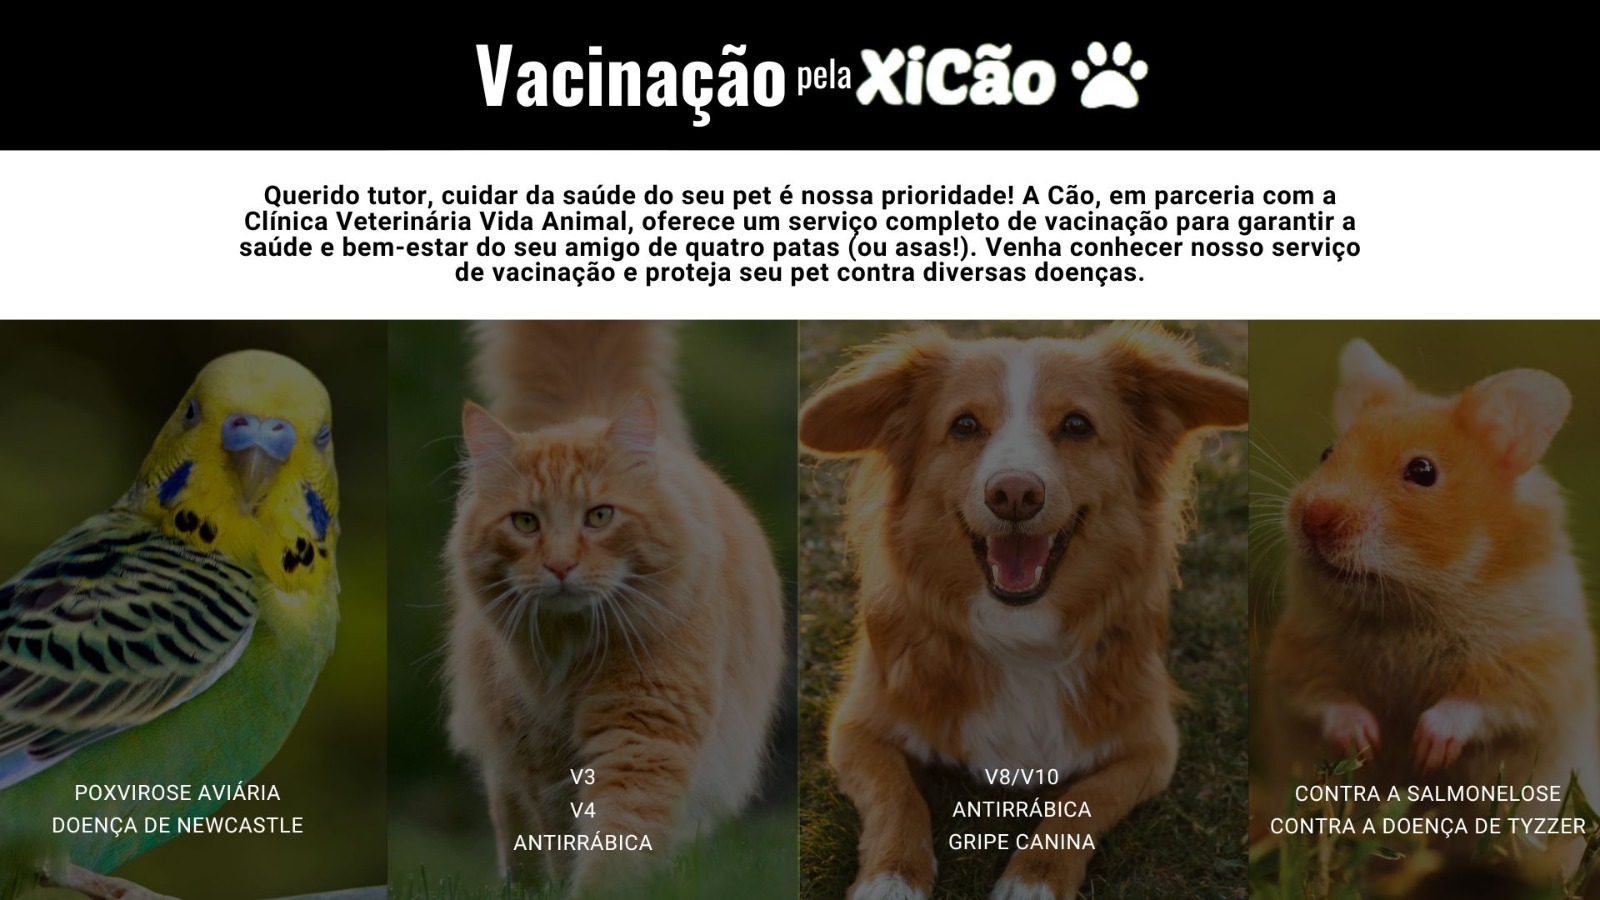 Vacinação pela XiCão
Querido tutor, cuidar da saúde do seu pet é nossa prioridade! A Cão, em parceria com a
Clínica Veterinária Vida Animal, oferece um serviço completo de vacinação para garantir a
saúde e bem-estar do seu amigo de quatro patas (ou asas!). Venha conhecer nosso serviço
de vacinação e proteja seu pet contra diversas doenças.
POXVIROSE AVIÁRIA
DOENÇA DE NEWCASTLE
V3
V4
ANTIRRÁBICA
V8/V10
ANTIRRÁBICA
GRIPE CANINA
CONTRA A SALMONELOSE
CONTRA A DOENÇA DE TYZZER